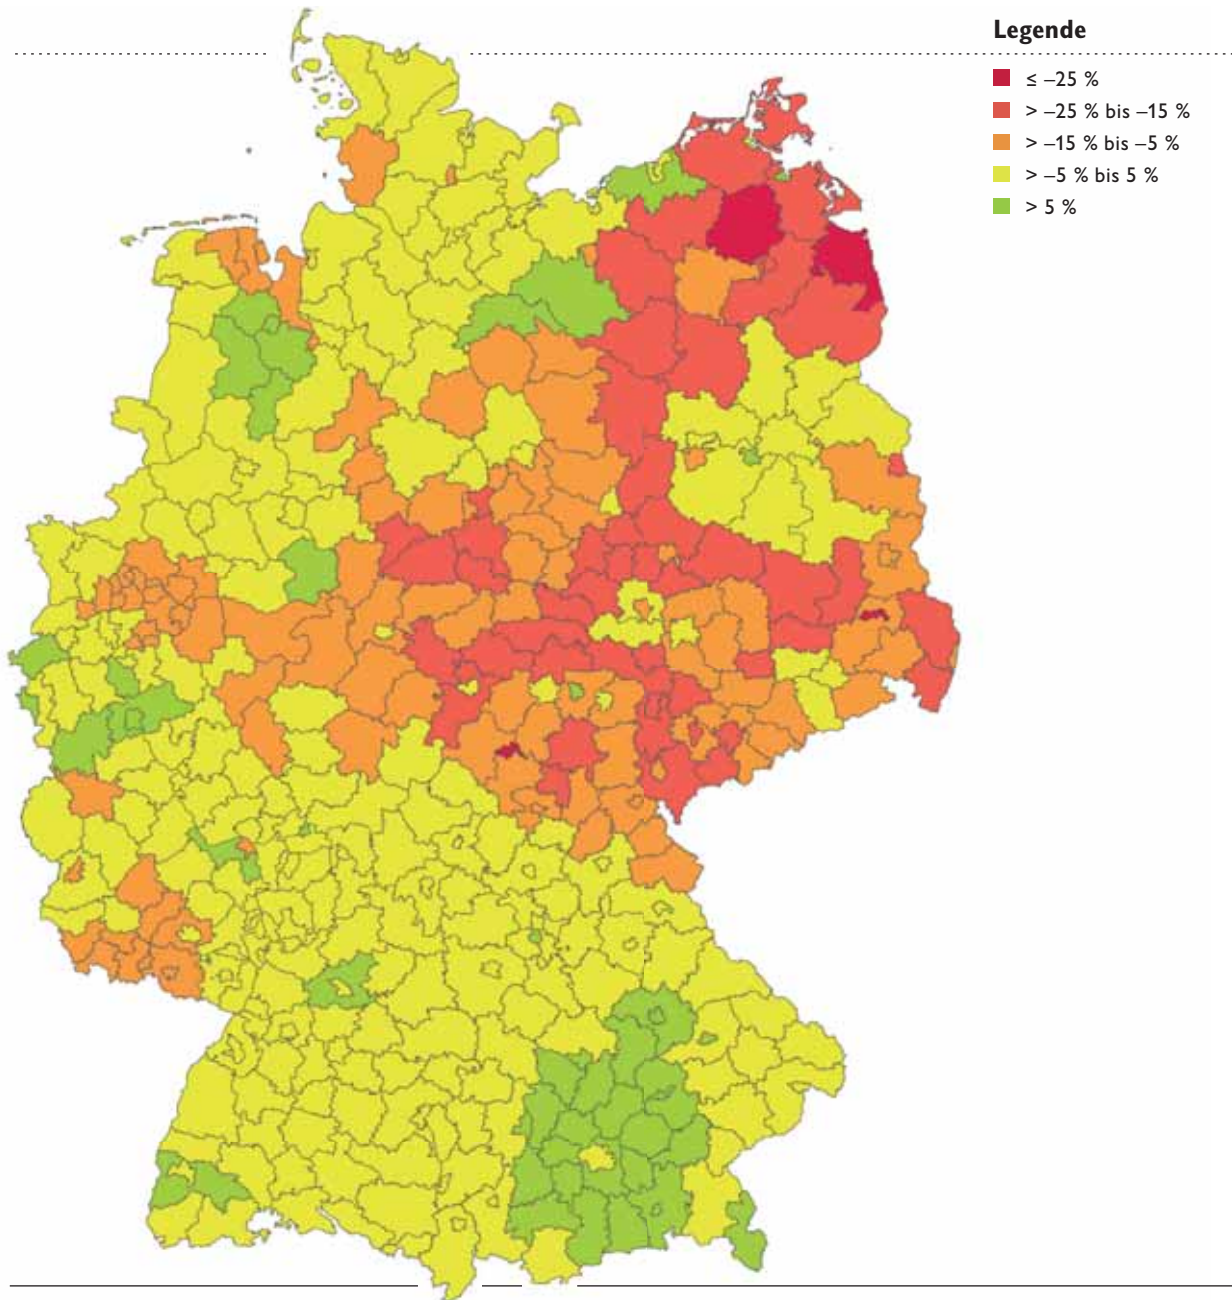 Legende
≤ –25 %
> –25 % bis –15 %
> –15 % bis –5 %
> –5 % bis 5 %
> 5 %